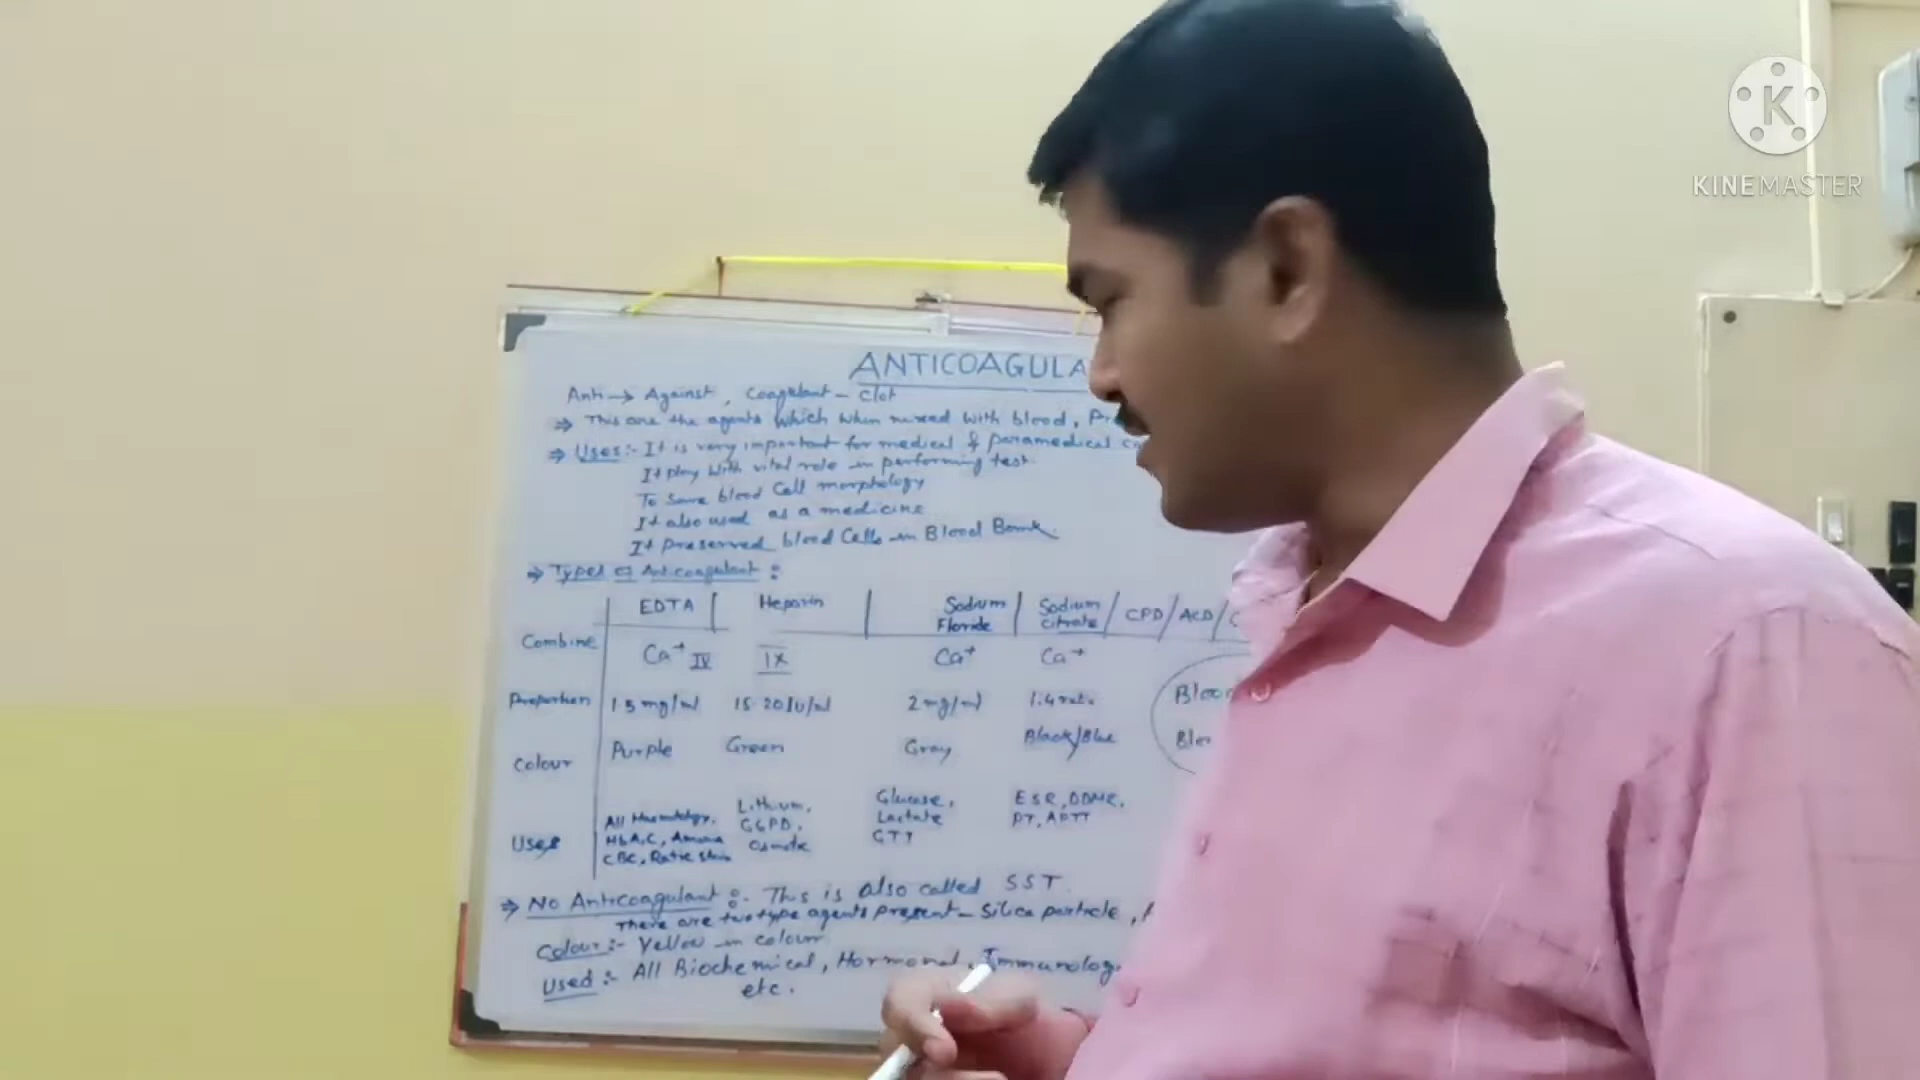 K
KINEMASTER
ANTICOAGULA
Anti → Against, Coagulant - Clot
⇒ This are the agents which when mixed with blood, Pre
⇒ Uses:- It is very important for medical & paramedical
It play with vital role in performing test.
To save blood Cell morphology
It also used as a medicine
It preserved blood Cells in Blood Bank.
⇒ Types of Anticoagulant :
EDTA | Heparin | Sodium Floride | Sodium citrate / CPD / ACD / C
Combine Ca+ IV IX Ca+ Ca+
Proportion 1.5 mg/ml 15-20 IU/ml 2 mg/ml 1:4 ratio Bloo
Colour Purple Green Gray Black/Blue Bloo
Uses All Haematology, Lithium, Glucose, ESR,
HbA1C, G6PD, Lactate PT, APTT
CBC, Osmotic GTT
⇒ No Anticoagulant :- This is also called SST.
There are two type agents present - Silica particle,
Colour :- Yellow in colour
Used :- All Biochemical, Hormonal, Immunolog
etc.